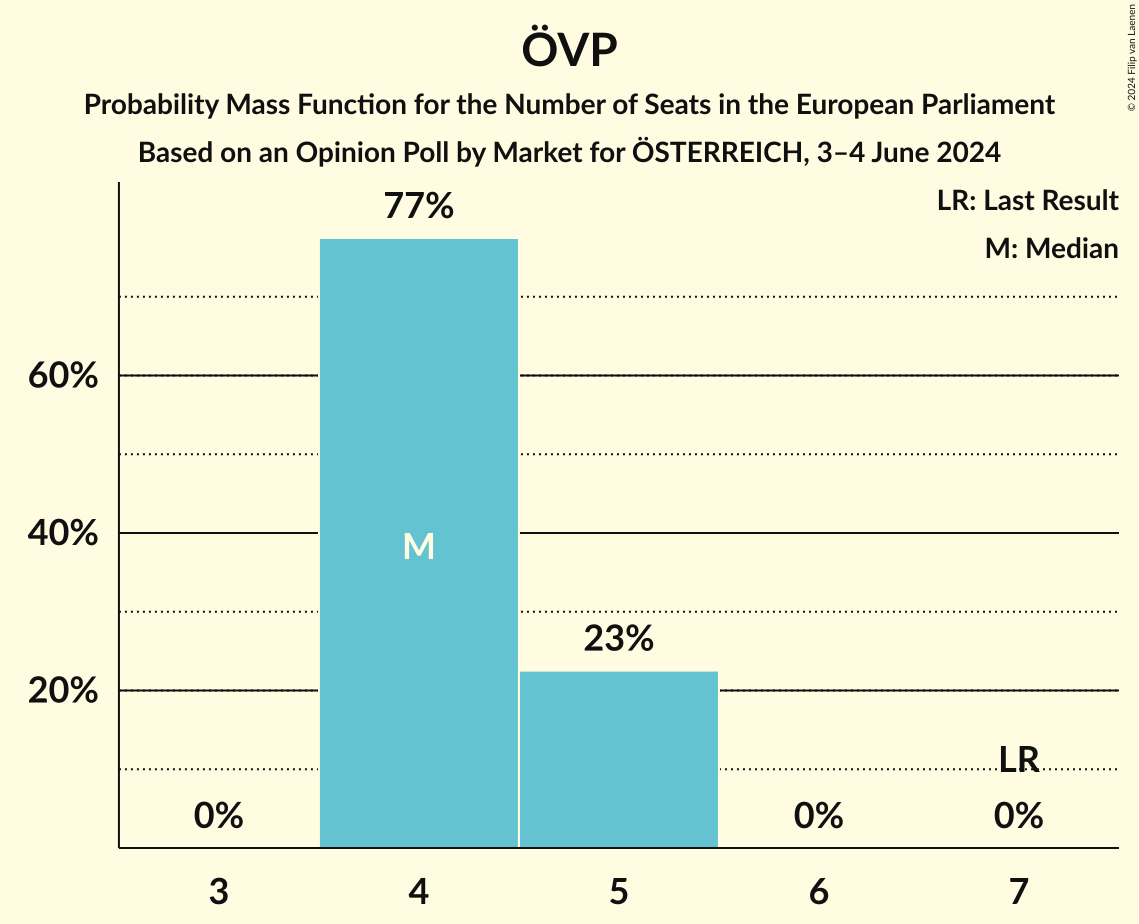 ÖVP
Probability Mass Function for the Number of Seats in the European Parliament
Based on an Opinion Poll by Market for ÖSTERREICH, 3–4 June 2024
© 2024 Filip van Laenen
LR: Last Result
M: Median
77%
60%
40%
M
23%
20%
LR
0%
0%
0%
3
4
5
6
7